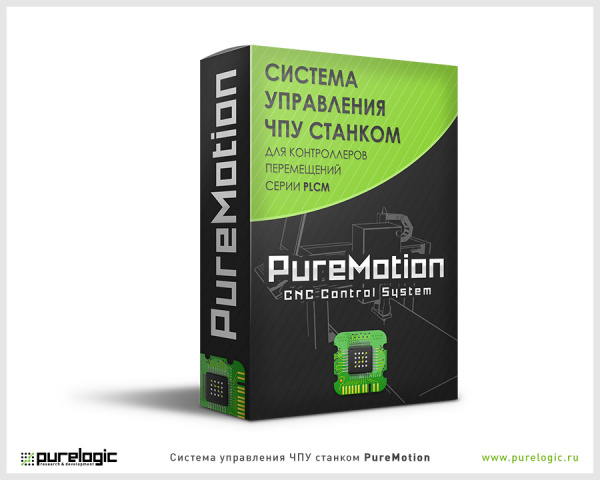 СИСТЕМА
УПРАВЛЕНИЯ
ЧПУ СТАНКОМ
ДЛЯ КОНТРОЛЛЕРОВ
ПЕРЕМЕЩЕНИЙ
СЕРИИ PLCM
PureMotion
PureMotion
CNC Control System
purelogic
research & development
Система управления ЧПУ станком PureMotion
www.purelogic.ru